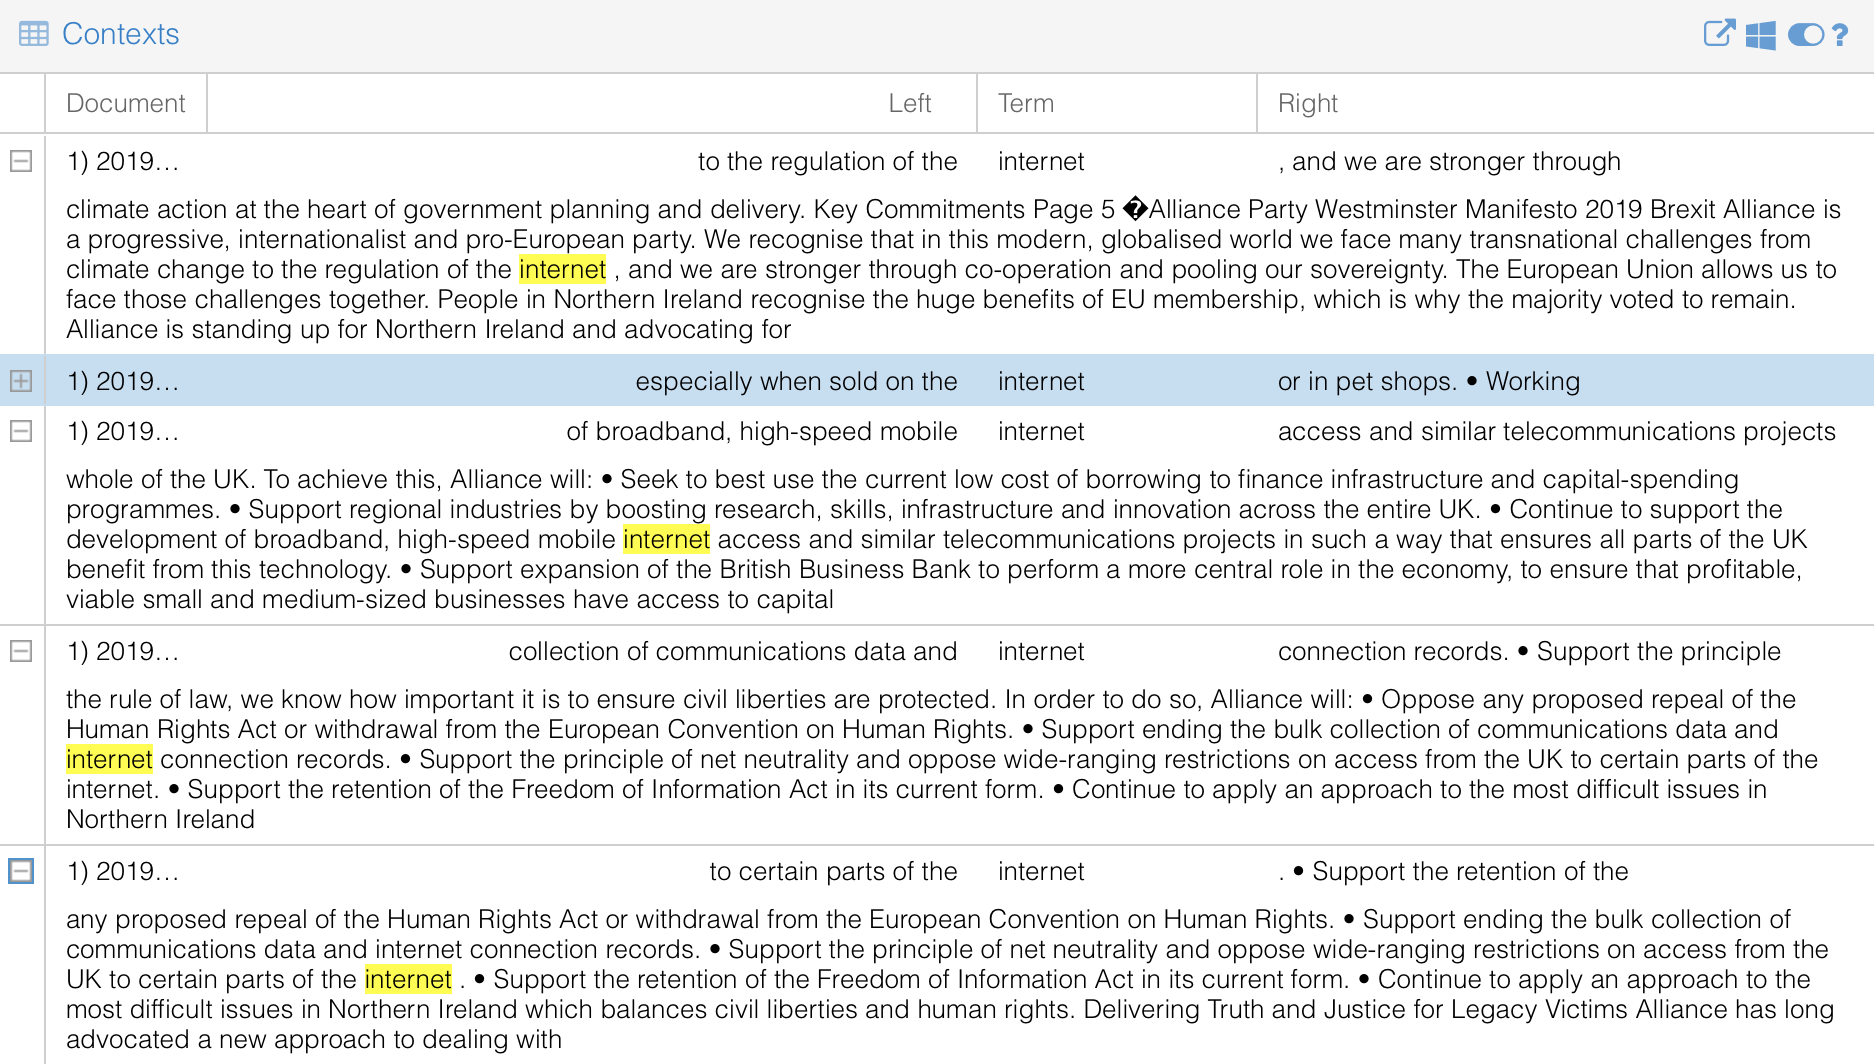 Contexts ?
Document Left Term Right
1) 2019... to the regulation of the internet , and we are stronger through
climate action at the heart of government planning and delivery. Key Commitments Page 5 �Alliance Party Westminster Manifesto 2019 Brexit Alliance is
a progressive, internationalist and pro-European party. We recognise that in this modern, globalised world we face many transnational challenges from
climate change to the regulation of the internet , and we are stronger through co-operation and pooling our sovereignty. The European Union allows us to
face those challenges together. People in Northern Ireland recognise the huge benefits of EU membership, which is why the majority voted to remain.
Alliance is standing up for Northern Ireland and advocating for
1) 2019... especially when sold on the internet or in pet shops. • Working
1) 2019... of broadband, high-speed mobile internet access and similar telecommunications projects
whole of the UK. To achieve this, Alliance will: • Seek to best use the current low cost of borrowing to finance infrastructure and capital-spending
programmes. • Support regional industries by boosting research, skills, infrastructure and innovation across the entire UK. • Continue to support the
development of broadband, high-speed mobile internet access and similar telecommunications projects in such a way that ensures all parts of the UK
benefit from this technology. • Support expansion of the British Business Bank to perform a more central role in the economy, to ensure that profitable,
viable small and medium-sized businesses have access to capital
1) 2019... collection of communications data and internet connection records. • Support the principle
the rule of law, we know how important it is to ensure civil liberties are protected. In order to do so, Alliance will: • Oppose any proposed repeal of the
Human Rights Act or withdrawal from the European Convention on Human Rights. • Support ending the bulk collection of communications data and
internet connection records. • Support the principle of net neutrality and oppose wide-ranging restrictions on access from the UK to certain parts of the
internet. • Support the retention of the Freedom of Information Act in its current form. • Continue to apply an approach to the most difficult issues in
Northern Ireland
1) 2019... to certain parts of the internet . • Support the retention of the
any proposed repeal of the Human Rights Act or withdrawal from the European Convention on Human Rights. • Support ending the bulk collection of
communications data and internet connection records. • Support the principle of net neutrality and oppose wide-ranging restrictions on access from the
UK to certain parts of the internet . • Support the retention of the Freedom of Information Act in its current form. • Continue to apply an approach to the
most difficult issues in Northern Ireland which balances civil liberties and human rights. Delivering Truth and Justice for Legacy Victims Alliance has long
advocated a new approach to dealing with